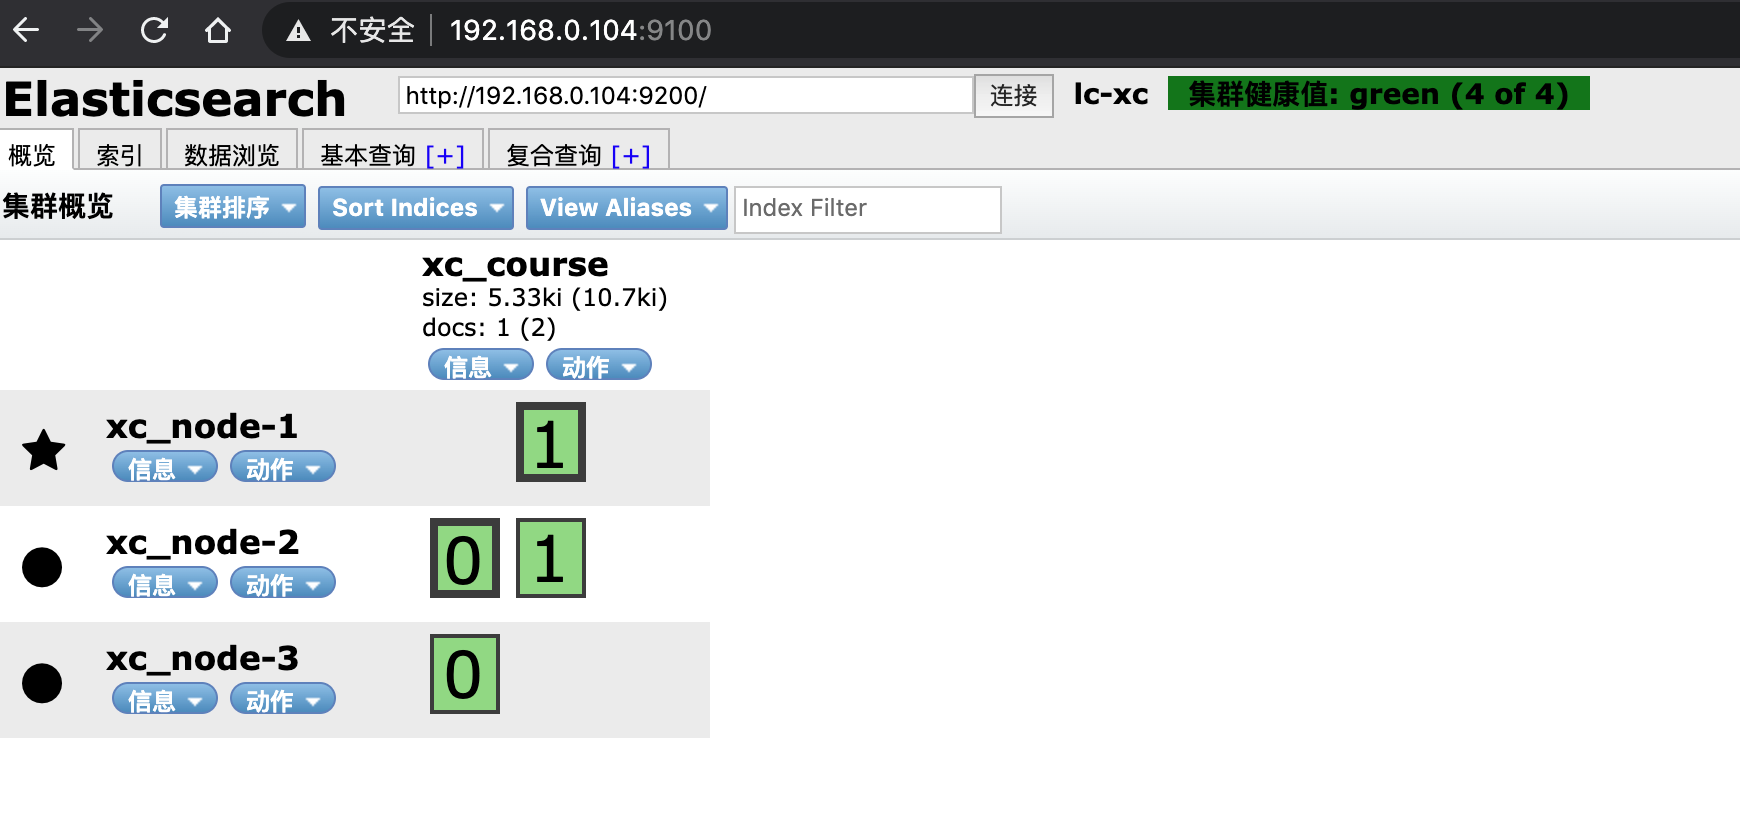 不安全 192.168.0.104:9100
Elasticsearch http://192.168.0.104:9200/ 连接 lc-xc 集群健康值: green (4 of 4)
概览 索引 数据浏览 基本查询 [+] 复合查询 [+]
集群概览 集群排序 Sort Indices View Aliases Index Filter
xc_course
size: 5.33ki (10.7ki)
docs: 1 (2)
信息 动作
xc_node-1 1
信息 动作
xc_node-2 0 1
信息 动作
xc_node-3 0
信息 动作